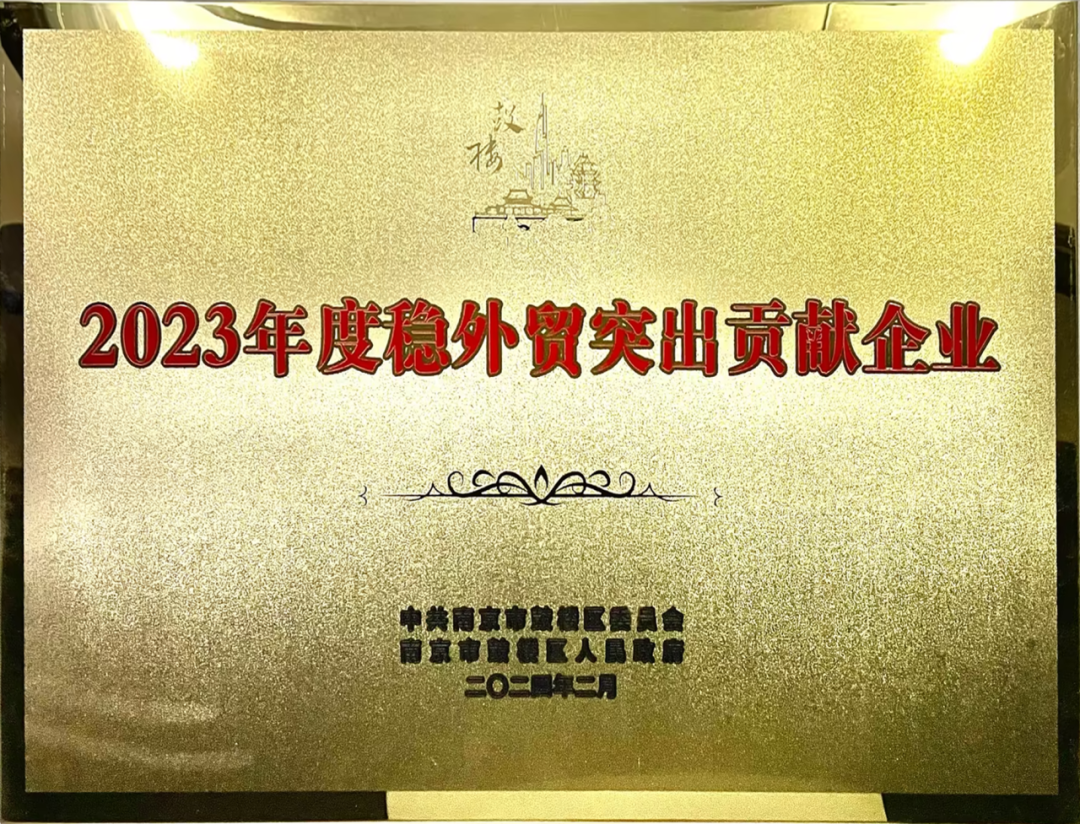 鼓楼
2023年度稳外贸突出贡献企业
中共南京市鼓楼区委员会
南京市鼓楼区人民政府
二〇二四年二月